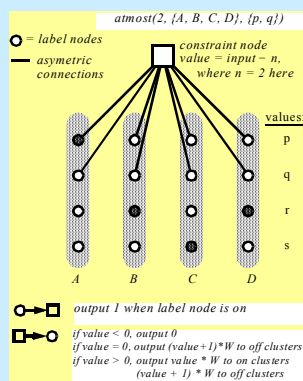 atmost(2, {A, B, C, D}, {p, q})
= label nodes
asymetric
connections
constraint node
value = input – n,
where n = 2 here
values:
p
q
r
s
A B C D
output 1 when label node is on
if value < 0, output 0
if value = 0, output (value+1)*W to off clusters
if value > 0, output value * W to on clusters
(value + 1) * W to off clusters